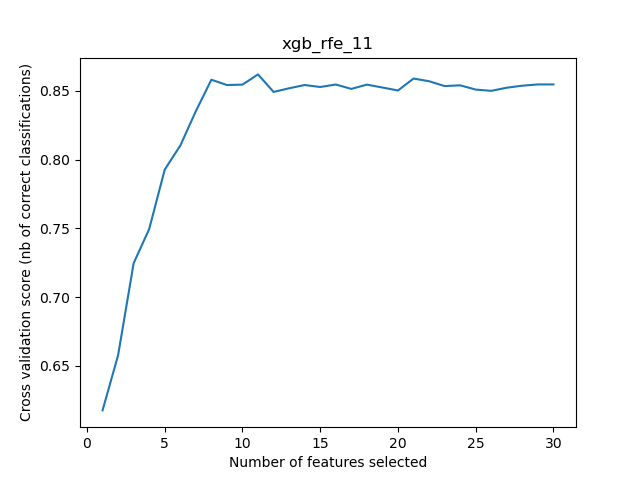 xgb_rfe_11
Cross validation score (nb of correct classifications)
0.85
0.80
0.75
0.70
0.65
0 5 10 15 20 25 30
Number of features selected